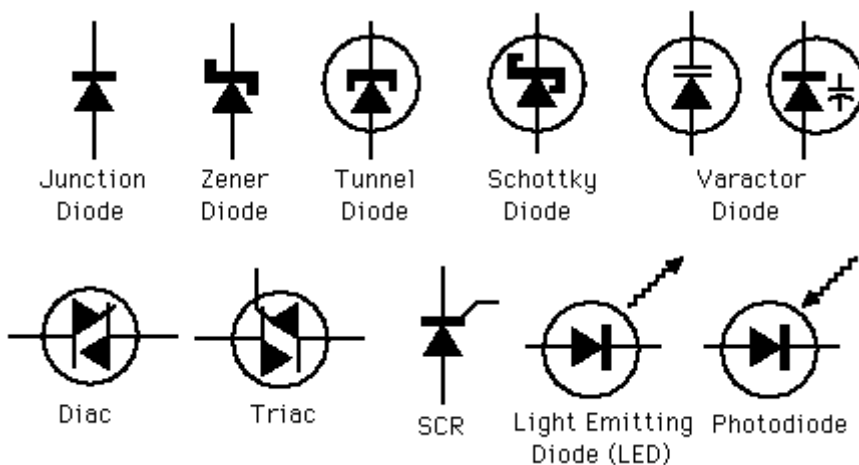 Junction Diode
Zener Diode
Tunnel Diode
Schottky Diode
Varactor Diode
Diac
Triac
SCR
Light Emitting Diode (LED)
Photodiode